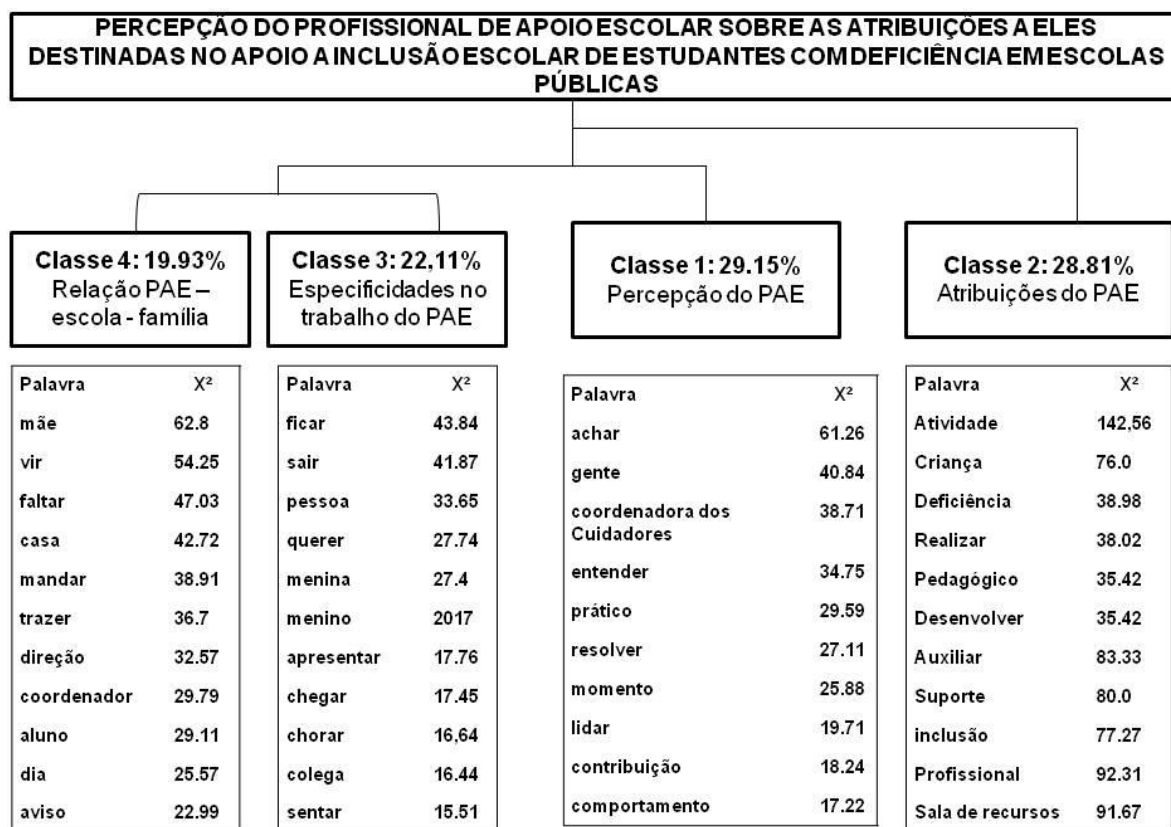 PERCEPÇÃO DO PROFISSIONAL DE APOIO ESCOLAR SOBRE AS ATRIBUIÇÕES A ELES
DESTINADAS NO APOIO A INCLUSÃO ESCOLAR DE ESTUDANTES COM DEFICIÊNCIA EM ESCOLAS
PÚBLICAS
Classe 4: 19.93%
Relação PAE –
escola - família
Palavra X²
mãe 62.8
vir 54.25
faltar 47.03
casa 42.72
mandar 38.91
trazer 36.7
direção 32.57
coordenador 29.79
aluno 29.11
dia 25.57
aviso 22.99
Classe 3: 22,11%
Especificidades no
trabalho do PAE
Palavra X²
ficar 43.84
sair 41.87
pessoa 33.65
querer 27.74
menina 27.4
menino 2017
apresentar 17.76
chegar 17.45
chorar 16,64
colega 16.44
sentar 15.51
Classe 1: 29.15%
Percepção do PAE
Palavra X²
achar 61.26
gente 40.84
coordenadora dos 38.71
Cuidadores
entender 34.75
prático 29.59
resolver 27.11
momento 25.88
lidar 19.71
contribuição 18.24
comportamento 17.22
Classe 2: 28.81%
Atribuições do PAE
Palavra X²
Atividade 142,56
Criança 76.0
Deficiência 38.98
Realizar 38.02
Pedagógico 35.42
Desenvolver 35.42
Auxiliar 83.33
Suporte 80.0
inclusão 77.27
Profissional 92.31
Sala de recursos 91.67